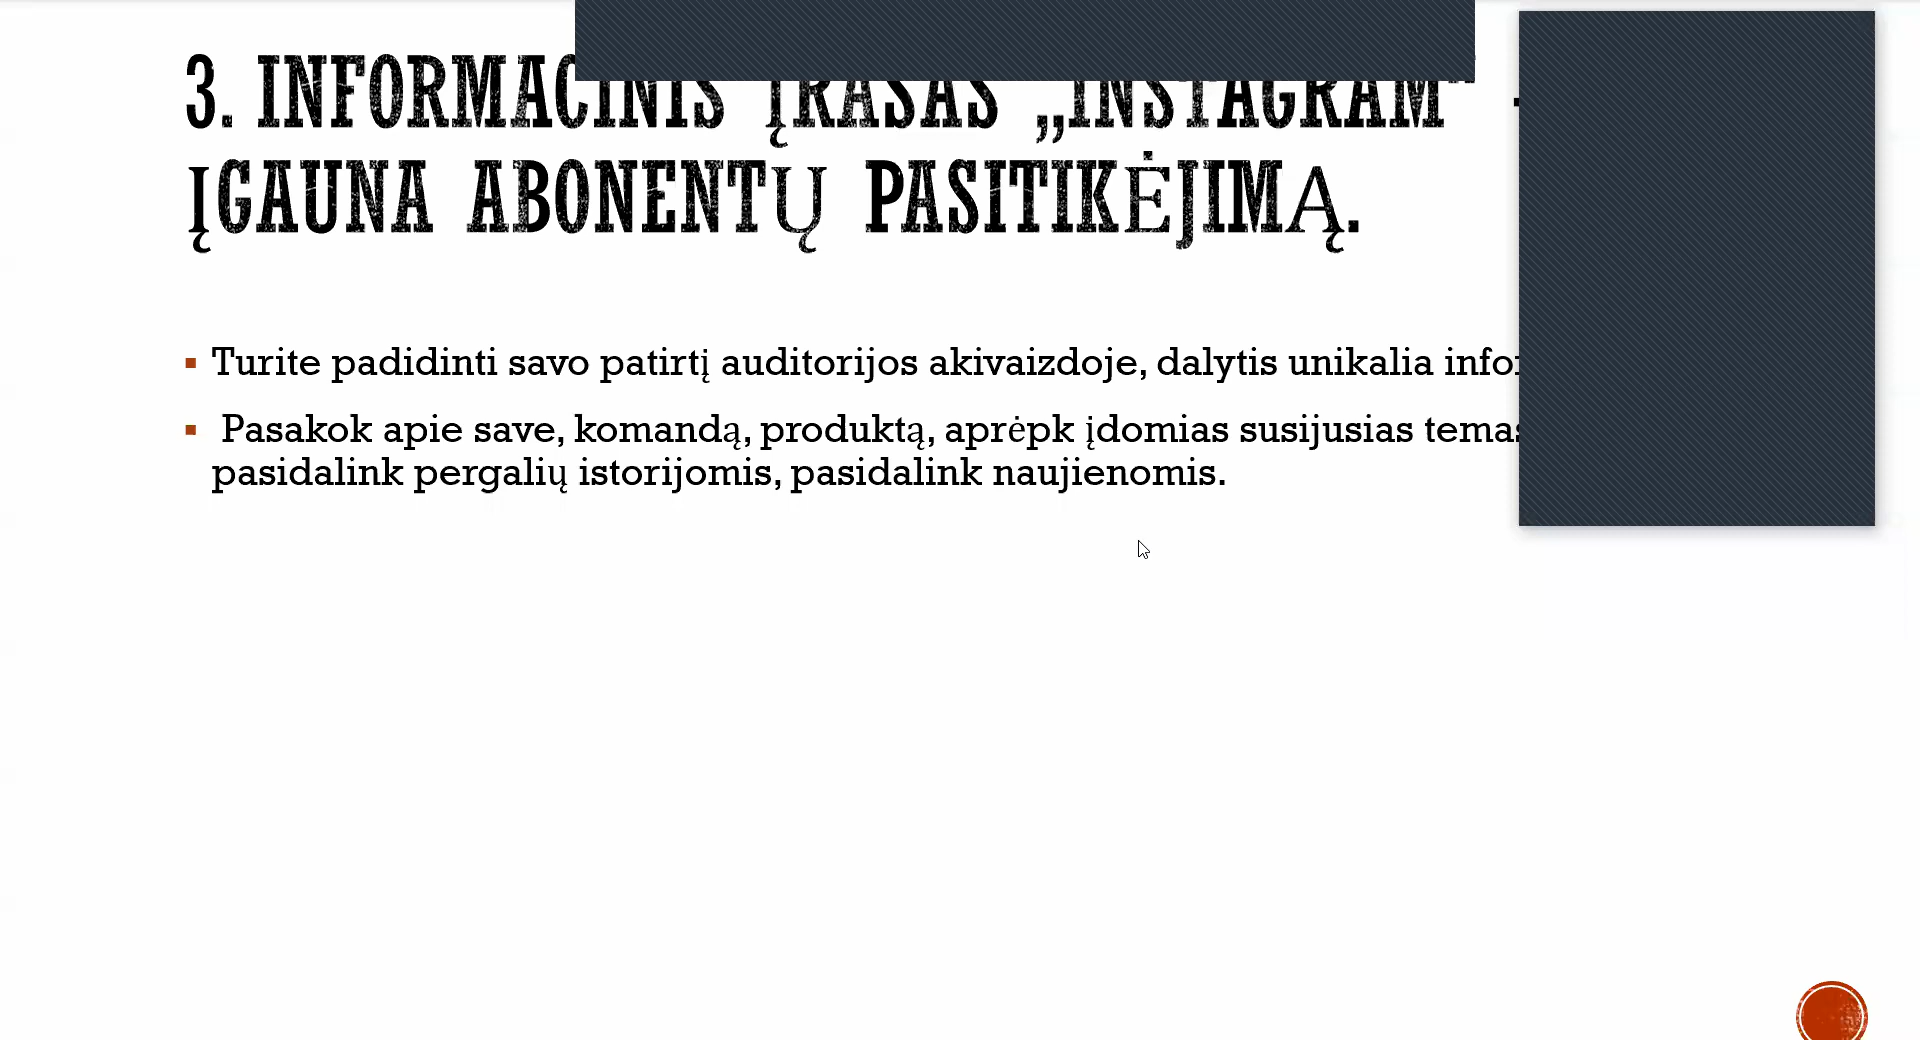 3. INFORMACINIS ĮRAŠAS „INSTAGRAM“ -
ĮGAUNA ABONENTŲ PASITIKĖJIMĄ.
Turite padidinti savo patirtį auditorijos akivaizdoje, dalytis unikalia
Pasakok apie save, komandą, produktą, aprėpk įdomias susijusias temas
pasidalink pergalių istorijomis, pasidalink naujienomis.